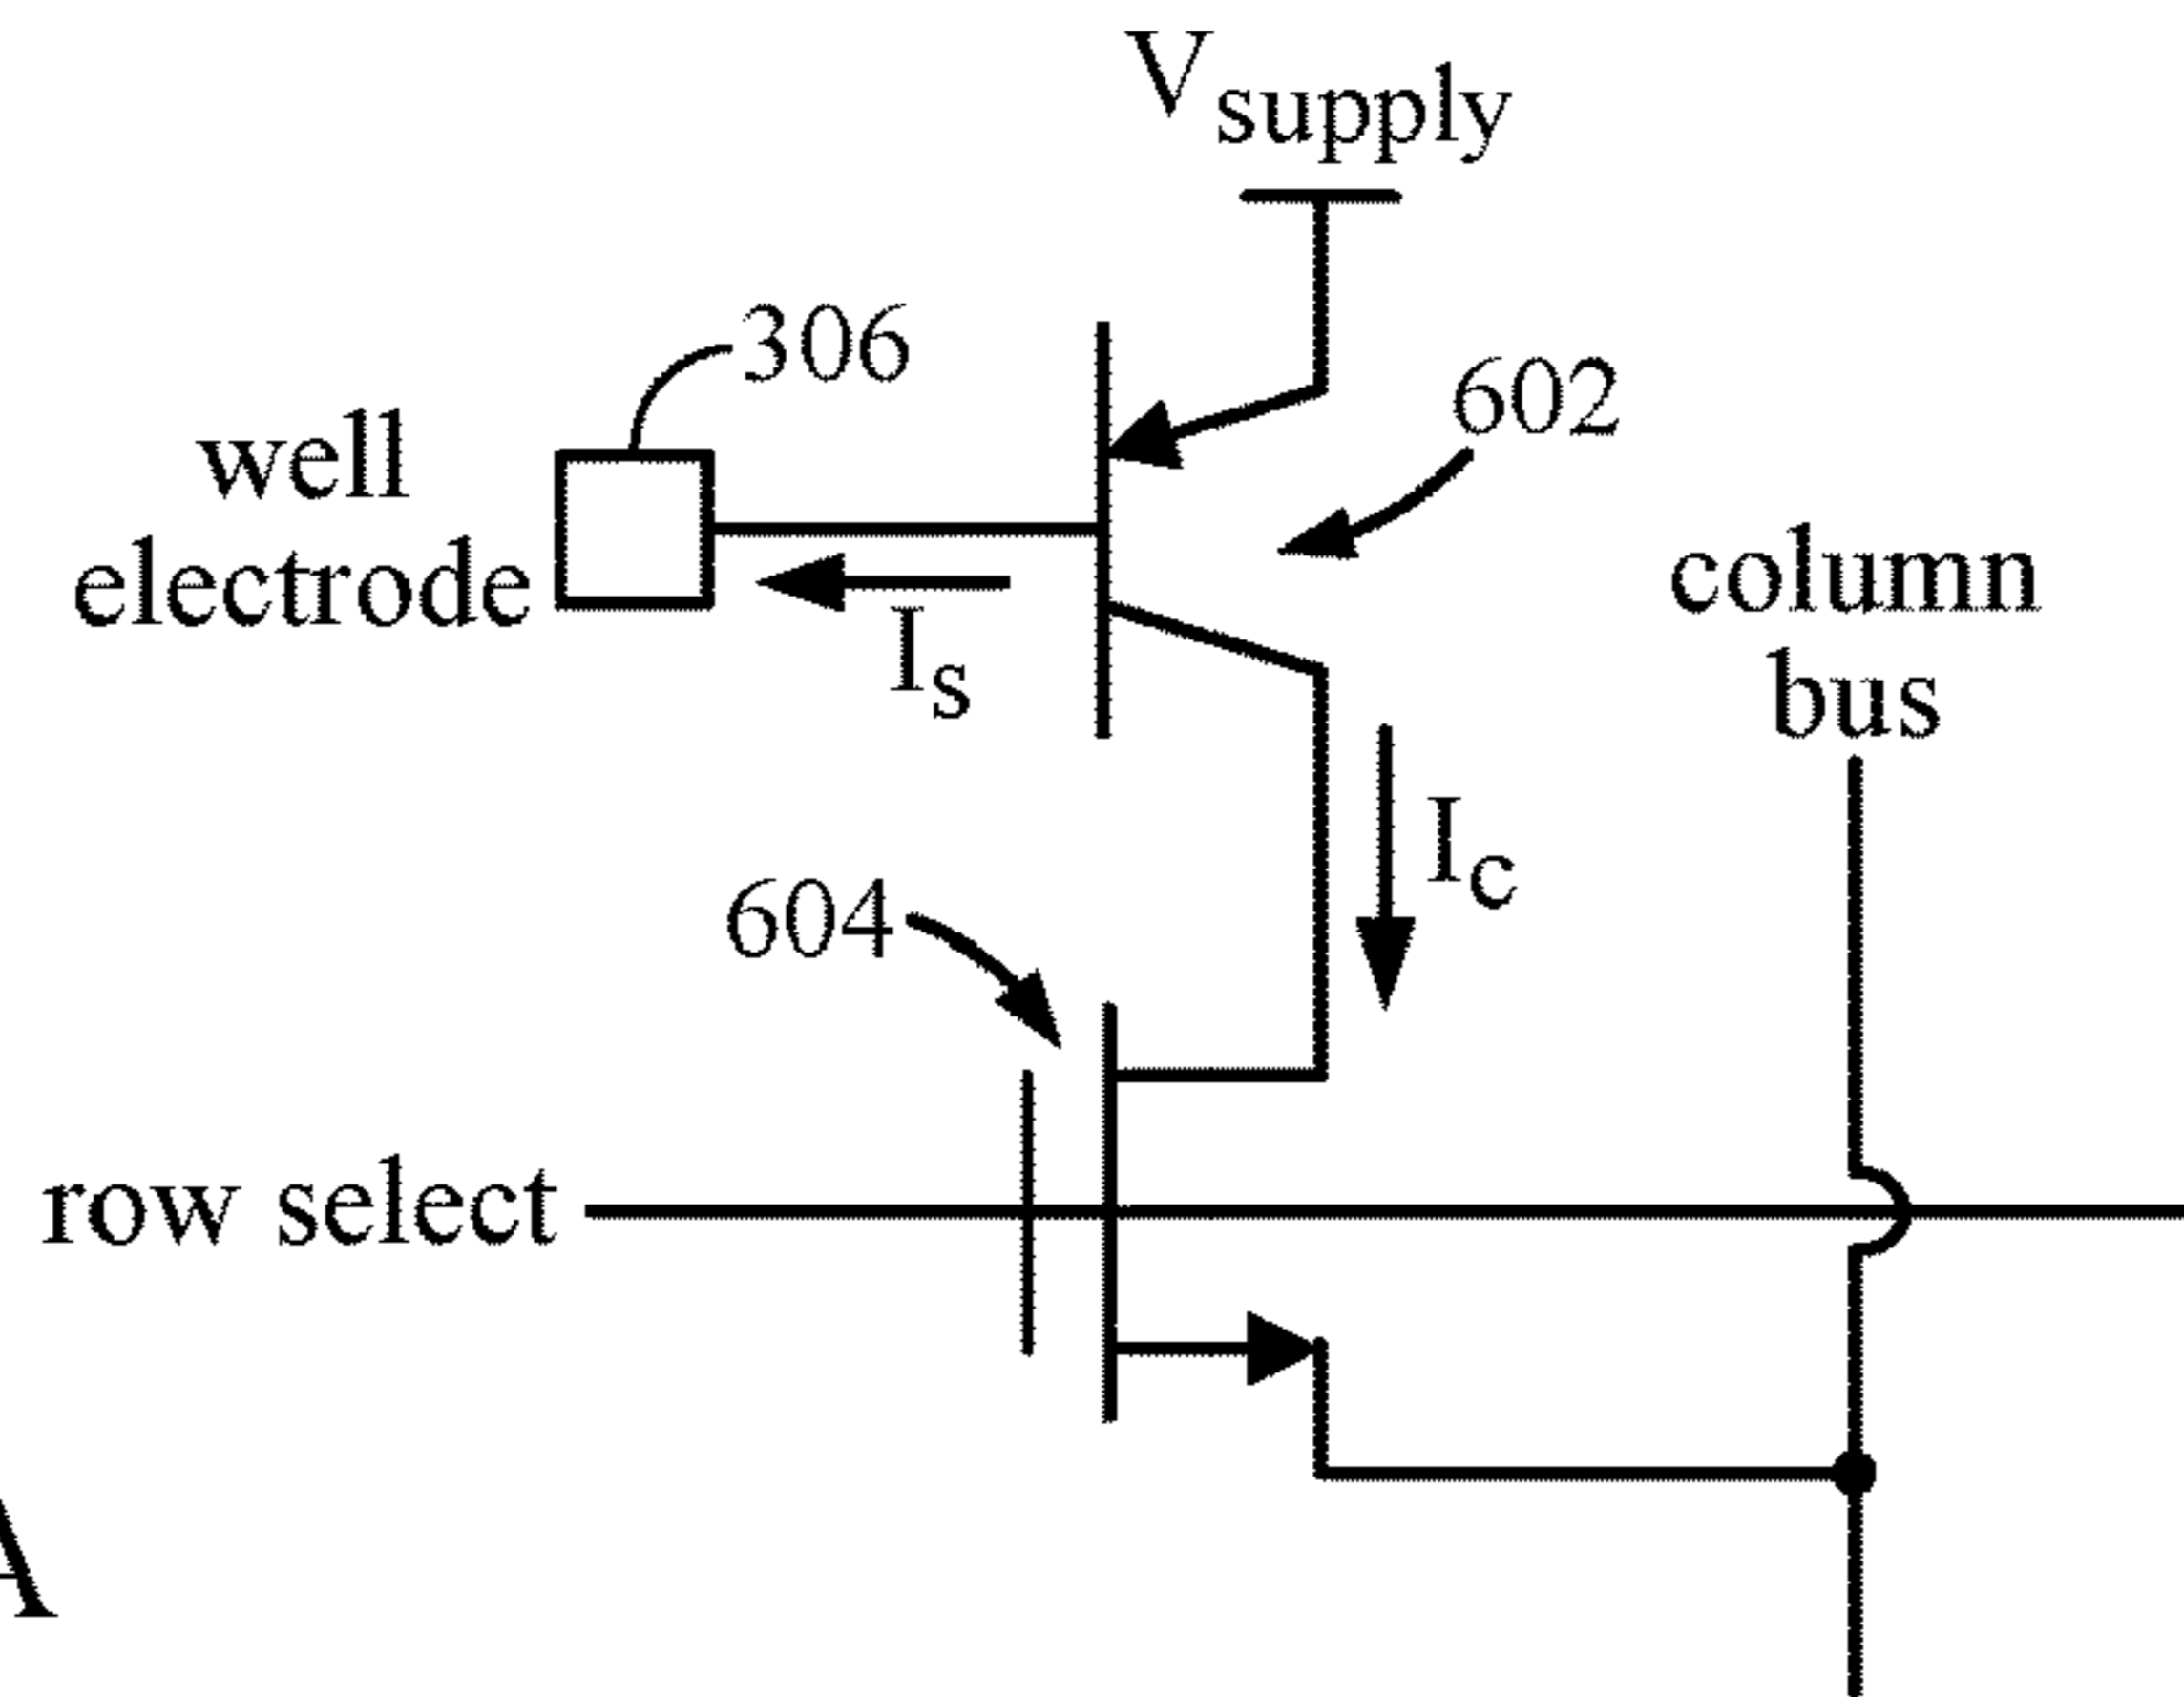 Vsupply
306
602
well
electrode
Is
column
bus
Ic
604
row select
A